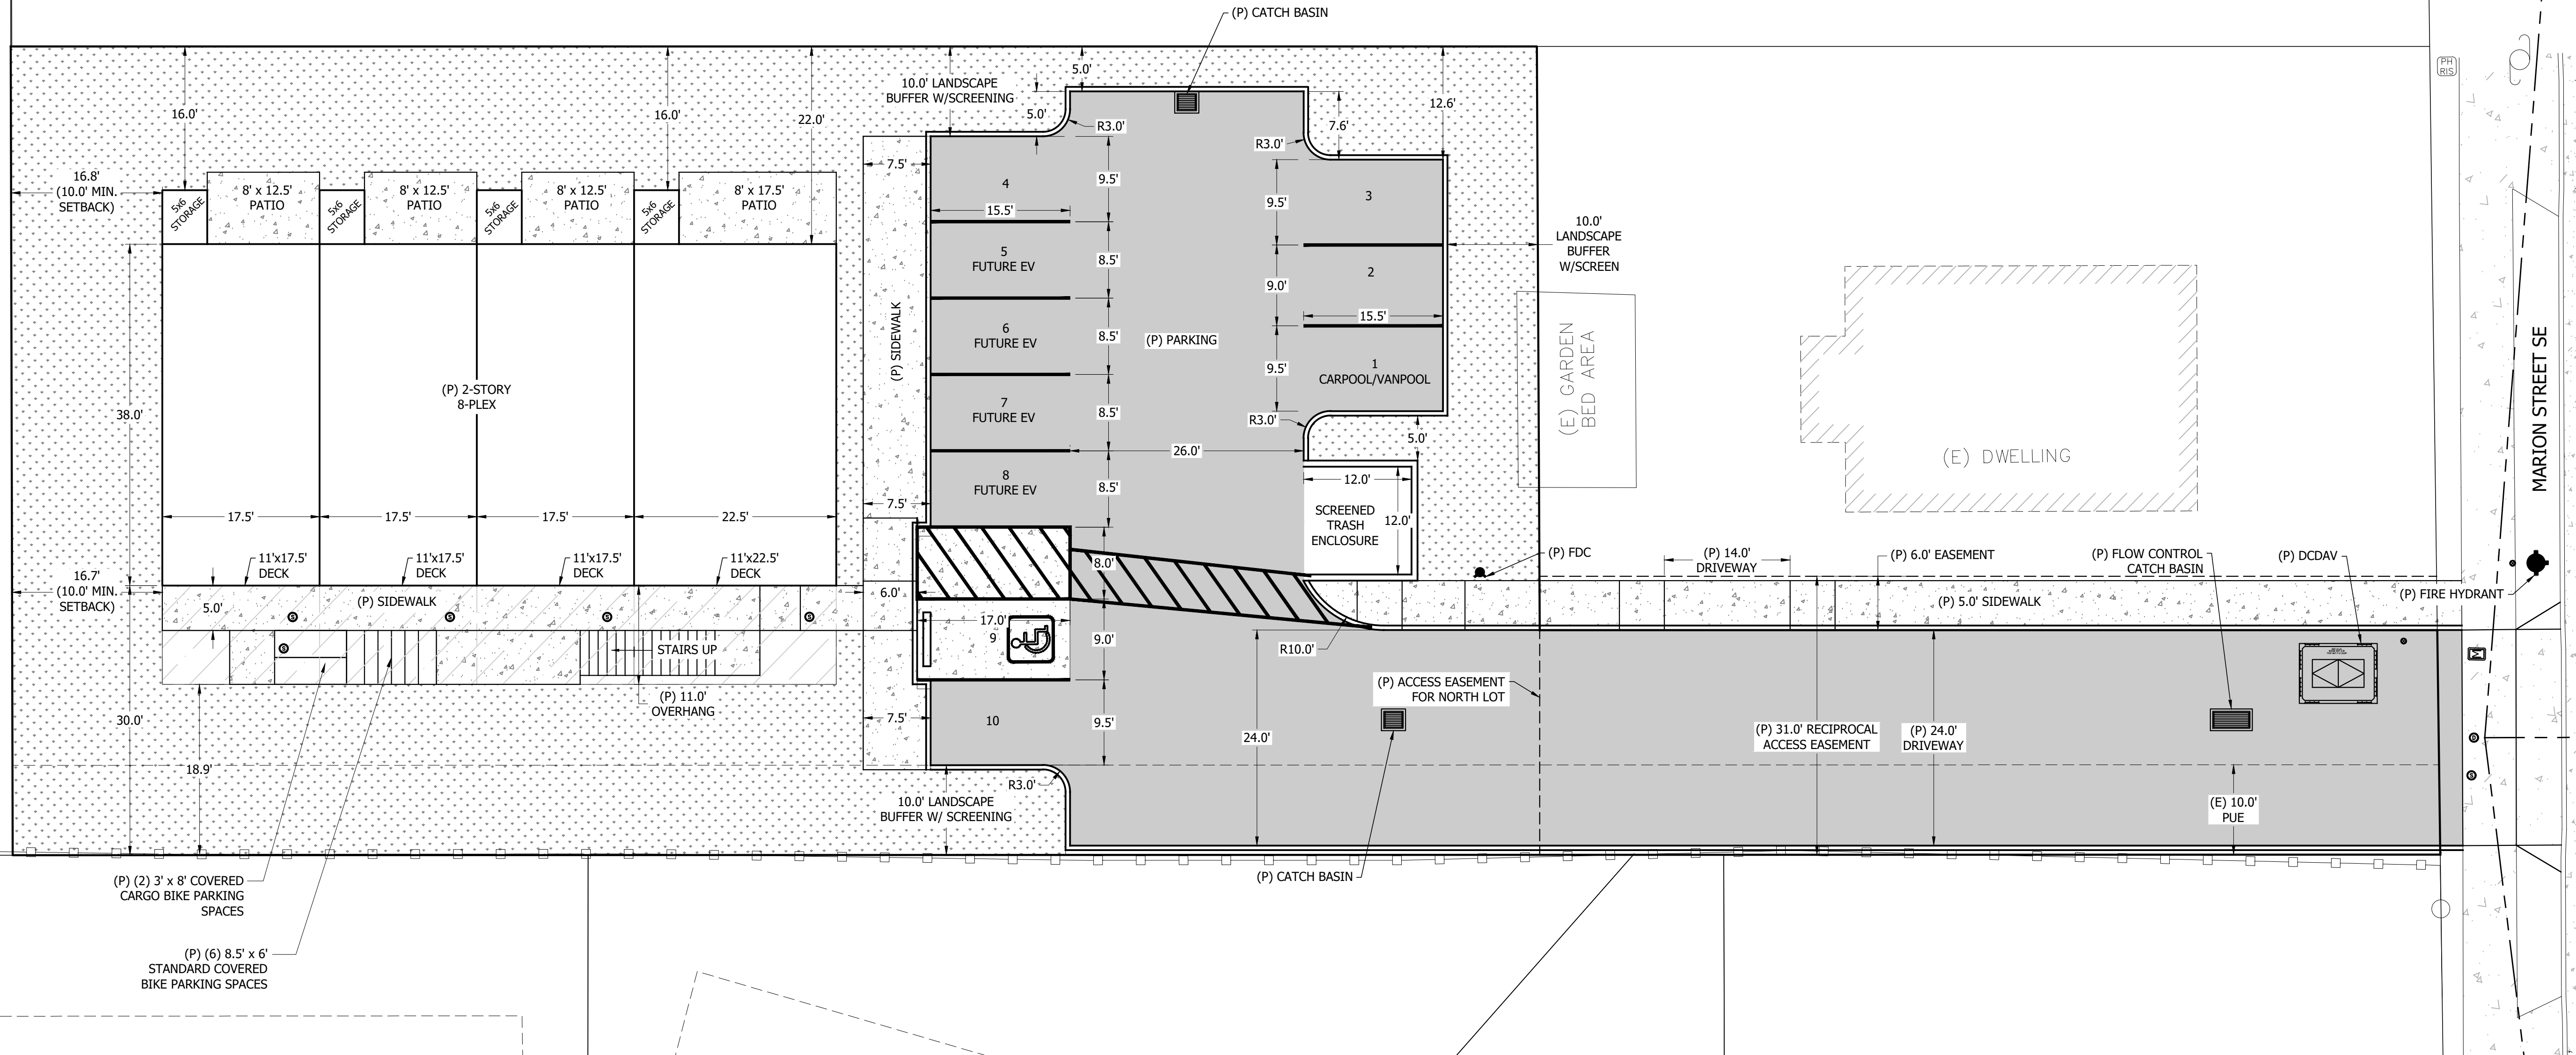 (P) CATCH BASIN
5.0'
10.0' LANDSCAPE
BUFFER W/SCREENING
16.0'
16.0'
22.0'
5.0'
R3.0'
7.6'
12.6'
R3.0'
PH
RIS
16.8'
(10.0' MIN.
SETBACK)
5x6
STORAGE
8' x 12.5'
PATIO
5x6
STORAGE
8' x 12.5'
PATIO
5x6
STORAGE
8' x 12.5'
PATIO
5x6
STORAGE
8' x 17.5'
PATIO
7.5'
4
15.5'
9.5'
9.5'
3
10.0'
LANDSCAPE
BUFFER
W/SCREEN
5
FUTURE EV
8.5'
9.0'
2
15.5'
6
FUTURE EV
8.5'
(P) PARKING
(P) SIDEWALK
9.5'
1
CARPOOL/VANPOOL
(E) GARDEN
BED AREA
(P) 2-STORY
8-PLEX
38.0'
7
FUTURE EV
8.5'
R3.0'
5.0'
26.0'
(E) DWELLING
MARION STREET SE
8
FUTURE EV
8.5'
12.0'
7.5'
17.5'
17.5'
17.5'
22.5'
SCREENED
TRASH
ENCLOSURE
12.0'
11'x17.5'
DECK
11'x17.5'
DECK
11'x17.5'
DECK
11'x22.5'
DECK
8.0'
(P) FDC
(P) 14.0'
DRIVEWAY
(P) 6.0' EASEMENT
(P) FLOW CONTROL
CATCH BASIN
(P) DCDAV
16.7'
(10.0' MIN.
SETBACK)
5.0'
(P) SIDEWALK
6.0'
(P) 5.0' SIDEWALK
(P) FIRE HYDRANT
17.0'
9
9.0'
R10.0'
STAIRS UP
(P) 11.0'
OVERHANG
(P) ACCESS EASEMENT
FOR NORTH LOT
30.0'
7.5'
10
9.5'
24.0'
(P) 31.0' RECIPROCAL
ACCESS EASEMENT
(P) 24.0'
DRIVEWAY
18.9'
R3.0'
10.0' LANDSCAPE
BUFFER W/ SCREENING
(E) 10.0'
PUE
(P) CATCH BASIN
(P) (2) 3' x 8' COVERED
CARGO BIKE PARKING
SPACES
(P) (6) 8.5' x 6'
STANDARD COVERED
BIKE PARKING SPACES